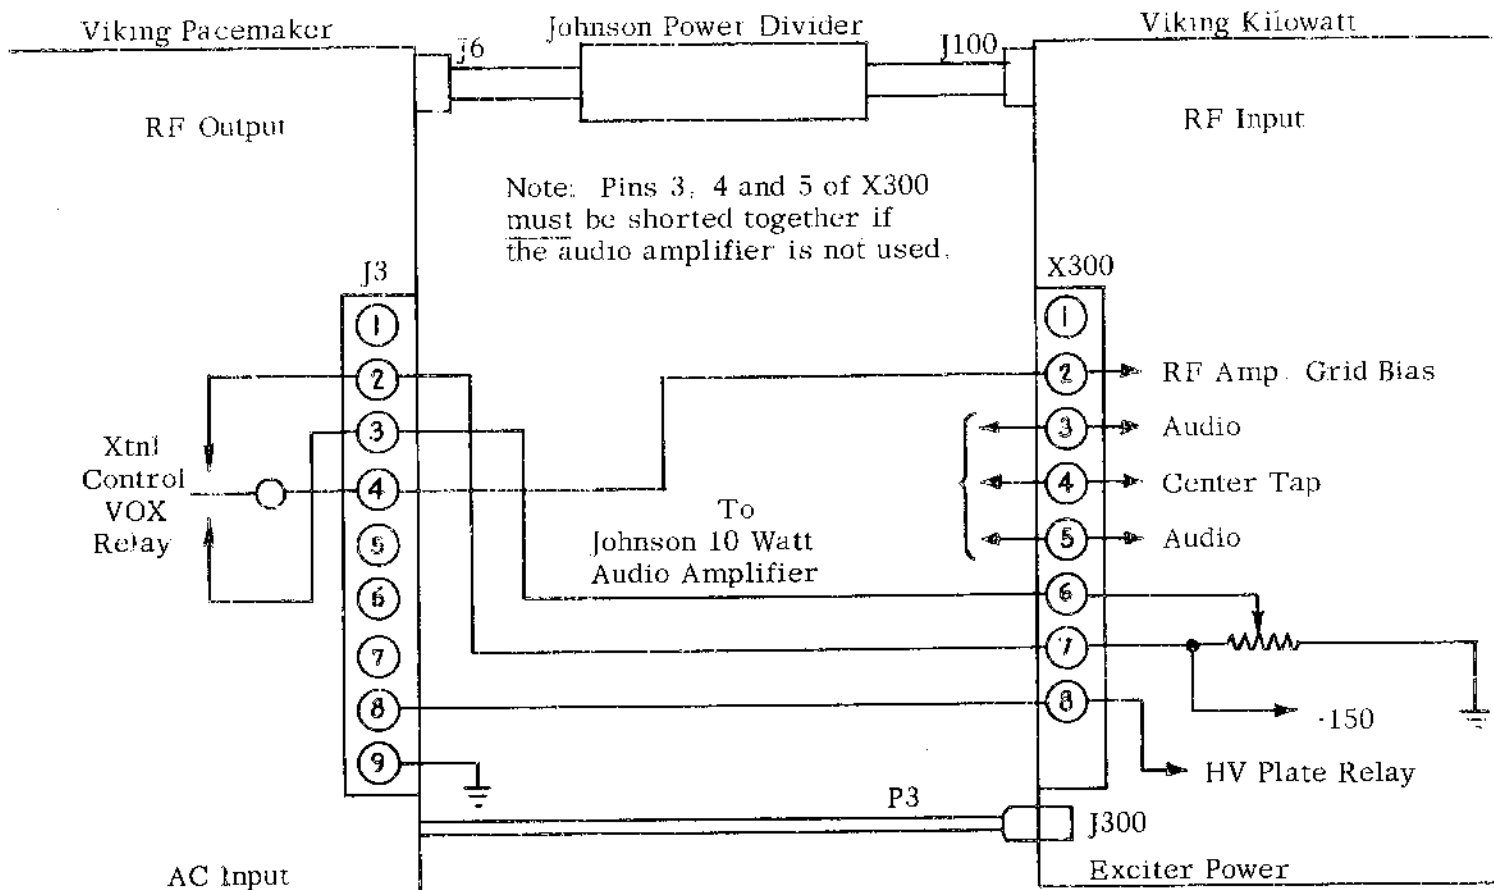 Viking Pacemaker
Johnson Power Divider
Viking Kilowatt
J6
J100
RF Output
RF Input
Note: Pins 3, 4 and 5 of X300
must be shorted together if
the audio amplifier is not used.
J3
X300
1
2
3
4
5
6
7
8
9
Xtnl
Control
VOX
Relay
To
Johnson 10 Watt
Audio Amplifier
1
2
3
4
5
6
7
8
RF Amp. Grid Bias
Audio
Center Tap
Audio
-150
HV Plate Relay
P3
J300
AC Input
Exciter Power